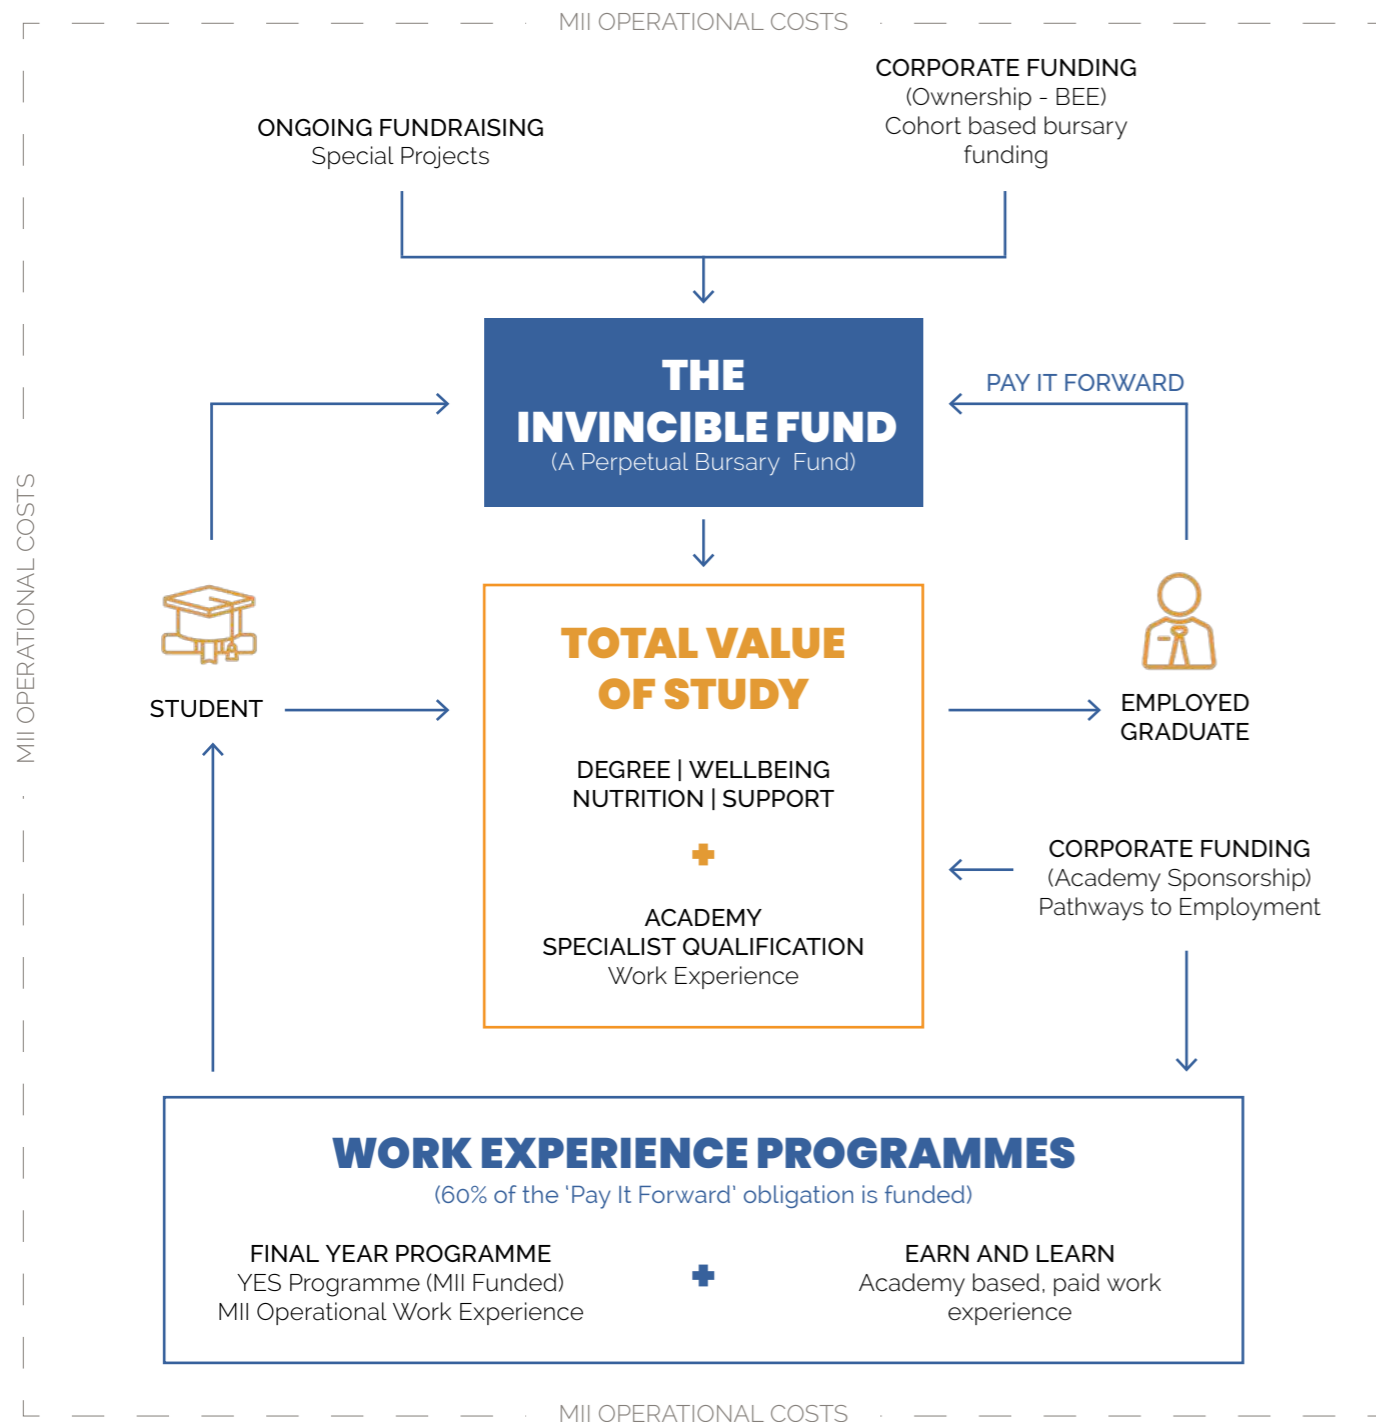 MII OPERATIONAL COSTS
CORPORATE FUNDING
(Ownership - BEE)
Cohort based bursary
funding
ONGOING FUNDRAISING
Special Projects
THE
INVINCIBLE FUND
(A Perpetual Bursary Fund)
PAY IT FORWARD
MII OPERATIONAL COSTS
STUDENT
TOTAL VALUE
OF STUDY
DEGREE | WELLBEING
NUTRITION | SUPPORT
+
ACADEMY
SPECIALIST QUALIFICATION
Work Experience
EMPLOYED
GRADUATE
CORPORATE FUNDING
(Academy Sponsorship)
Pathways to Employment
WORK EXPERIENCE PROGRAMMES
(60% of the ‘Pay It Forward’ obligation is funded)
FINAL YEAR PROGRAMME
YES Programme (MII Funded)
MII Operational Work Experience
+
EARN AND LEARN
Academy based, paid work
experience
MII OPERATIONAL COSTS